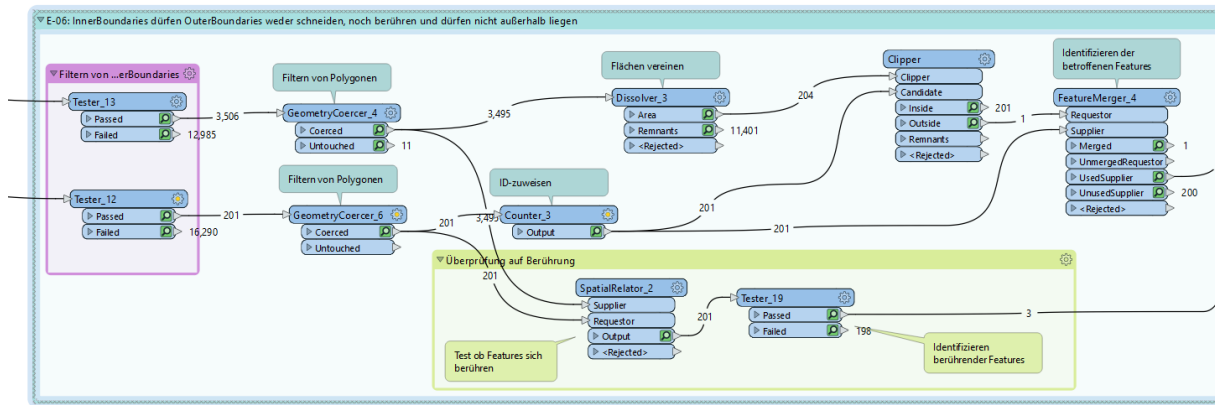 E-06: InnerBoundaries dürfen OuterBoundaries weder schneiden, noch berühren und dürfen nicht außerhalb liegen
Filtern von ...erBoundaries
Tester_13
Passed
3,506
Failed
12,985
Tester_12
Passed
201
Failed
16,290
Filtern von Polygonen
GeometryCoercer_4
Coerced
3,495
Untouched
11
Filtern von Polygonen
GeometryCoercer_6
Coerced
201
Untouched
3,495
201
ID-zuweisen
Counter_3
Output
201
201
Flächen vereinen
Dissolver_3
Area
204
Remnants
11,401
<Rejected>
Clipper
Clipper
Candidate
Inside
201
Outside
1
Remnants
<Rejected>
Identifizieren der
betroffenen Features
FeatureMerger_4
Requestor
Supplier
Merged
1
UnmergedRequestor
UsedSupplier
UnusedSupplier
200
<Rejected>
Überprüfung auf Berührung
SpatialRelator_2
Supplier
Requestor
Output
201
<Rejected>
Test ob Features sich
berühren
Tester_19
Passed
3
Failed
198
Identifizieren
berührender Features